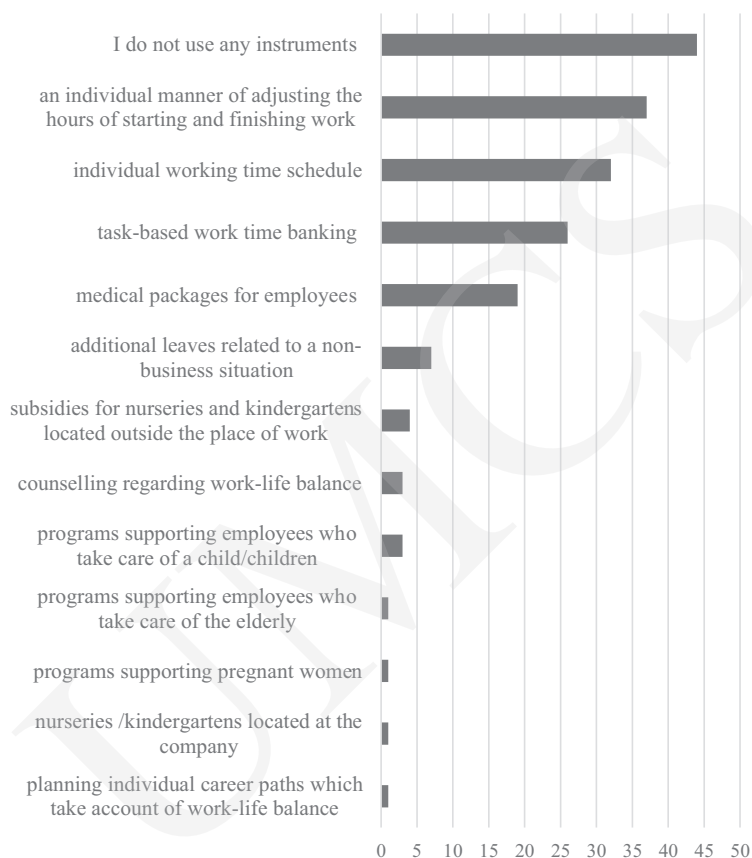 I do not use any instruments
an individual manner of adjusting the
hours of starting and finishing work
individual working time schedule
task-based work time banking
medical packages for employees
additional leaves related to a non-
business situation
subsidies for nurseries and kindergartens
located outside the place of work
counselling regarding work-life balance
programs supporting employees who
take care of a child/children
programs supporting employees who
take care of the elderly
programs supporting pregnant women
nurseries /kindergartens located at the
company
planning individual career paths which
take account of work-life balance
0 5 10 15 20 25 30 35 40 45 50
UMCS